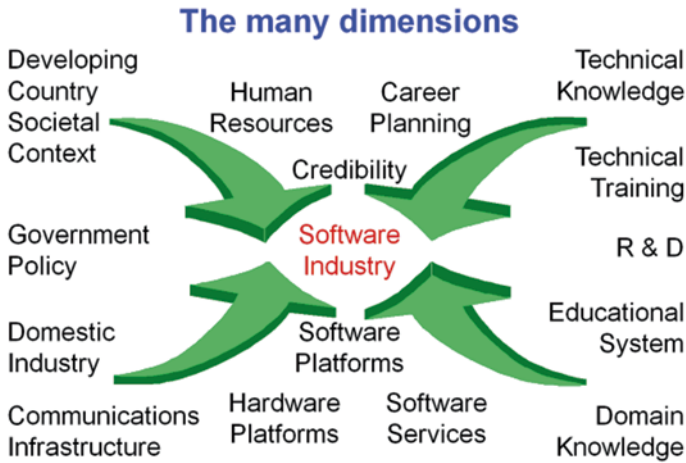 The many dimensions
Developing
Country
Societal
Context
Human
Resources
Career
Planning
Technical
Knowledge
Credibility
Technical
Training
Government
Policy
Software
Industry
R & D
Domestic
Industry
Software
Platforms
Educational
System
Communications
Infrastructure
Hardware
Platforms
Software
Services
Domain
Knowledge